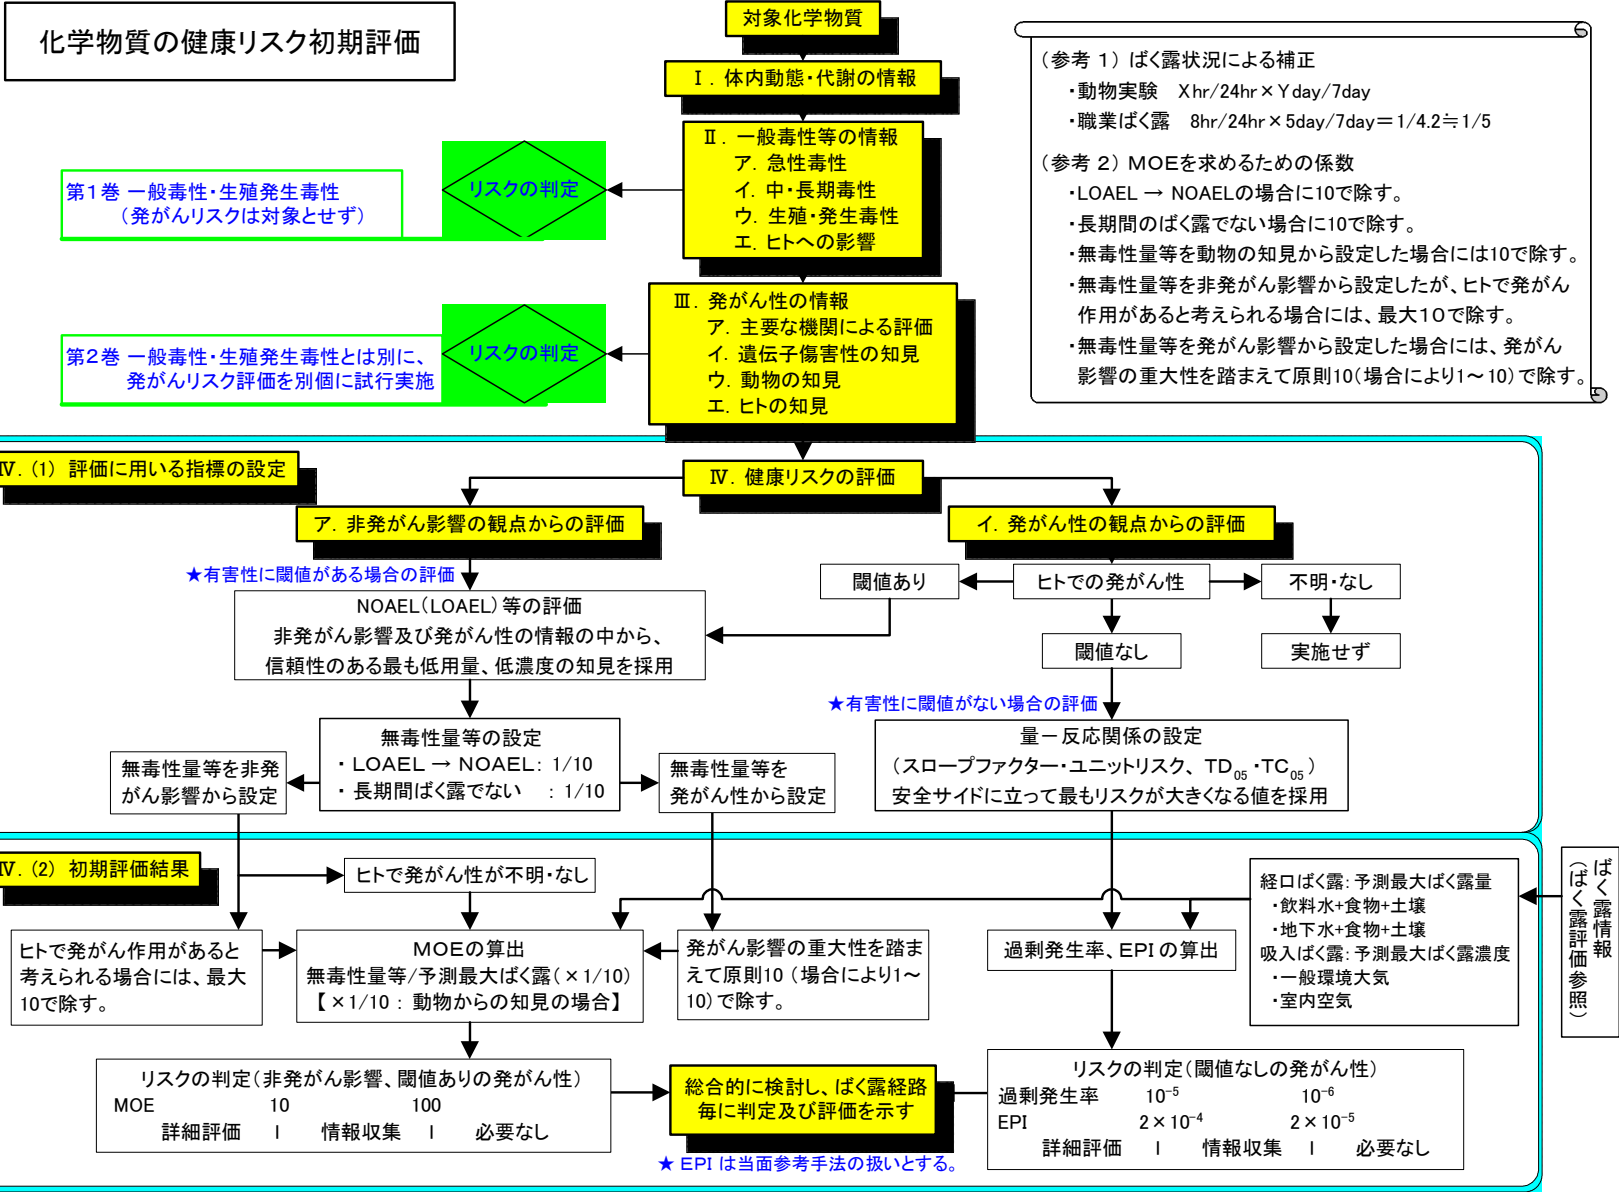 化学物質の健康リスク初期評価
対象化学物質
Ⅰ．体内動態・代謝の情報
Ⅱ．一般毒性等の情報
ア．急性毒性
イ．中・長期毒性
ウ．生殖・発生毒性
エ．ヒトへの影響
リスクの判定
第1巻 一般毒性・生殖発生毒性
（発がんリスクは対象とせず）
Ⅲ．発がん性の情報
ア．主要な機関による評価
イ．遺伝子傷害性の知見
ウ．動物の知見
エ．ヒトの知見
リスクの判定
第2巻 一般毒性・生殖発生毒性とは別に、
発がんリスク評価を別個に試行実施
（参考 1） ばく露状況による補正
・動物実験　Xhr/24hr×Yday/7day
・職業ばく露　8hr/24hr×5day/7day＝1/4.2≒1/5
（参考 2） MOEを求めるための係数
・LOAEL → NOAELの場合に10で除す。
・長期間のばく露でない場合に10で除す。
・無毒性量等を動物の知見から設定した場合には10で除す。
・無毒性量等を非発がん影響から設定したが、ヒトで発がん
作用があると考えられる場合には、最大10で除す。
・無毒性量等を発がん影響から設定した場合には、発がん
影響の重大性を踏まえて原則10（場合により1～10）で除す。
Ⅳ．(1) 評価に用いる指標の設定
Ⅳ．健康リスクの評価
ア．非発がん影響の観点からの評価
イ．発がん性の観点からの評価
★有害性に閾値がある場合の評価
閾値あり
ヒトでの発がん性
不明・なし
NOAEL（LOAEL）等の評価
非発がん影響及び発がん性の情報の中から、
信頼性のある最も低用量、低濃度の知見を採用
閾値なし
実施せず
★有害性に閾値がない場合の評価
無毒性量等の設定
・LOAEL → NOAEL： 1/10
・長期間ばく露でない ： 1/10
無毒性量等を非発
がん影響から設定
無毒性量等を
発がん性から設定
量－反応関係の設定
（スロープファクター・ユニットリスク、 TD₀₅・TC₀₅）
安全サイドに立って最もリスクが大きくなる値を採用
Ⅳ．(2) 初期評価結果
ヒトで発がん性が不明・なし
ヒトで発がん作用があると
考えられる場合には、最大
10で除す。
MOEの算出
無毒性量等/予測最大ばく露（×1/10）
【×1/10 ： 動物からの知見の場合】
発がん影響の重大性を踏ま
えて原則10 （場合により1～
10）で除す。
過剰発生率、EPI の算出
経口ばく露：予測最大ばく露量
・飲料水+食物+土壌
・地下水+食物+土壌
吸入ばく露：予測最大ばく露濃度
・一般環境大気
・室内空気
ばく露情報
（ばく露評価参照）
リスクの判定（非発がん影響、閾値ありの発がん性）
MOE 10 100
詳細評価 l 情報収集 l 必要なし
総合的に検討し、ばく露経路
毎に判定及び評価を示す
リスクの判定（閾値なしの発がん性）
過剰発生率 10⁻⁵ 10⁻⁶
EPI 2×10⁻⁴ 2×10⁻⁵
詳細評価 l 情報収集 l 必要なし
★ EPI は当面参考手法の扱いとする。